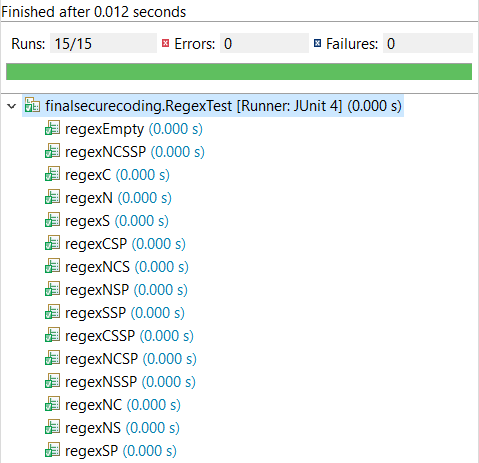 Finished after 0.012 seconds
Runs: 15/15 Errors: 0 Failures: 0
finalsecurecoding.RegexTest [Runner: JUnit 4] (0.000 s)
regexEmpty (0.000 s)
regexNCSSP (0.000 s)
regexC (0.000 s)
regexN (0.000 s)
regexS (0.000 s)
regexCSP (0.000 s)
regexNCS (0.000 s)
regexNSP (0.000 s)
regexSSP (0.000 s)
regexCSSP (0.000 s)
regexNCSP (0.000 s)
regexNSSP (0.000 s)
regexNC (0.000 s)
regexNS (0.000 s)
regexSP (0.000 s)